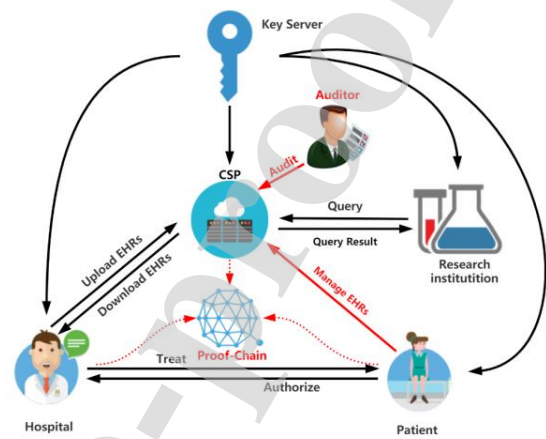 Key Server
Auditor
Audit
CSP
Query
Query Result
Upload EHRs
Download EHRs
Manage EHRs
Research
institutition
Proof-Chain
Treat
Authorize
Hospital
Patient